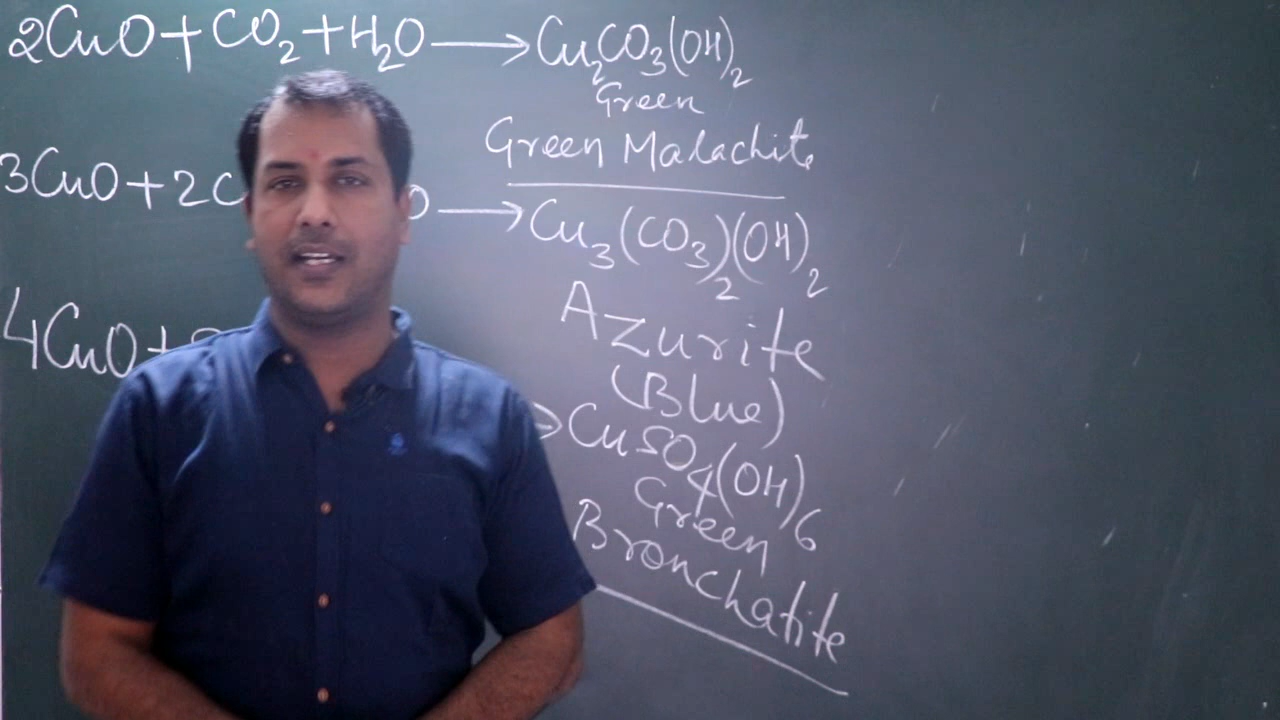 2CuO+CO₂+H₂O⟶Cu₂CO₃(OH)₂
Green
Green Malachite
3CuO+2C O⟶Cu₃(CO₃)₂(OH)₂
Azurite
(Blue)
4CuO+ →CuSO₄(OH)₆
Green
Bronchatite